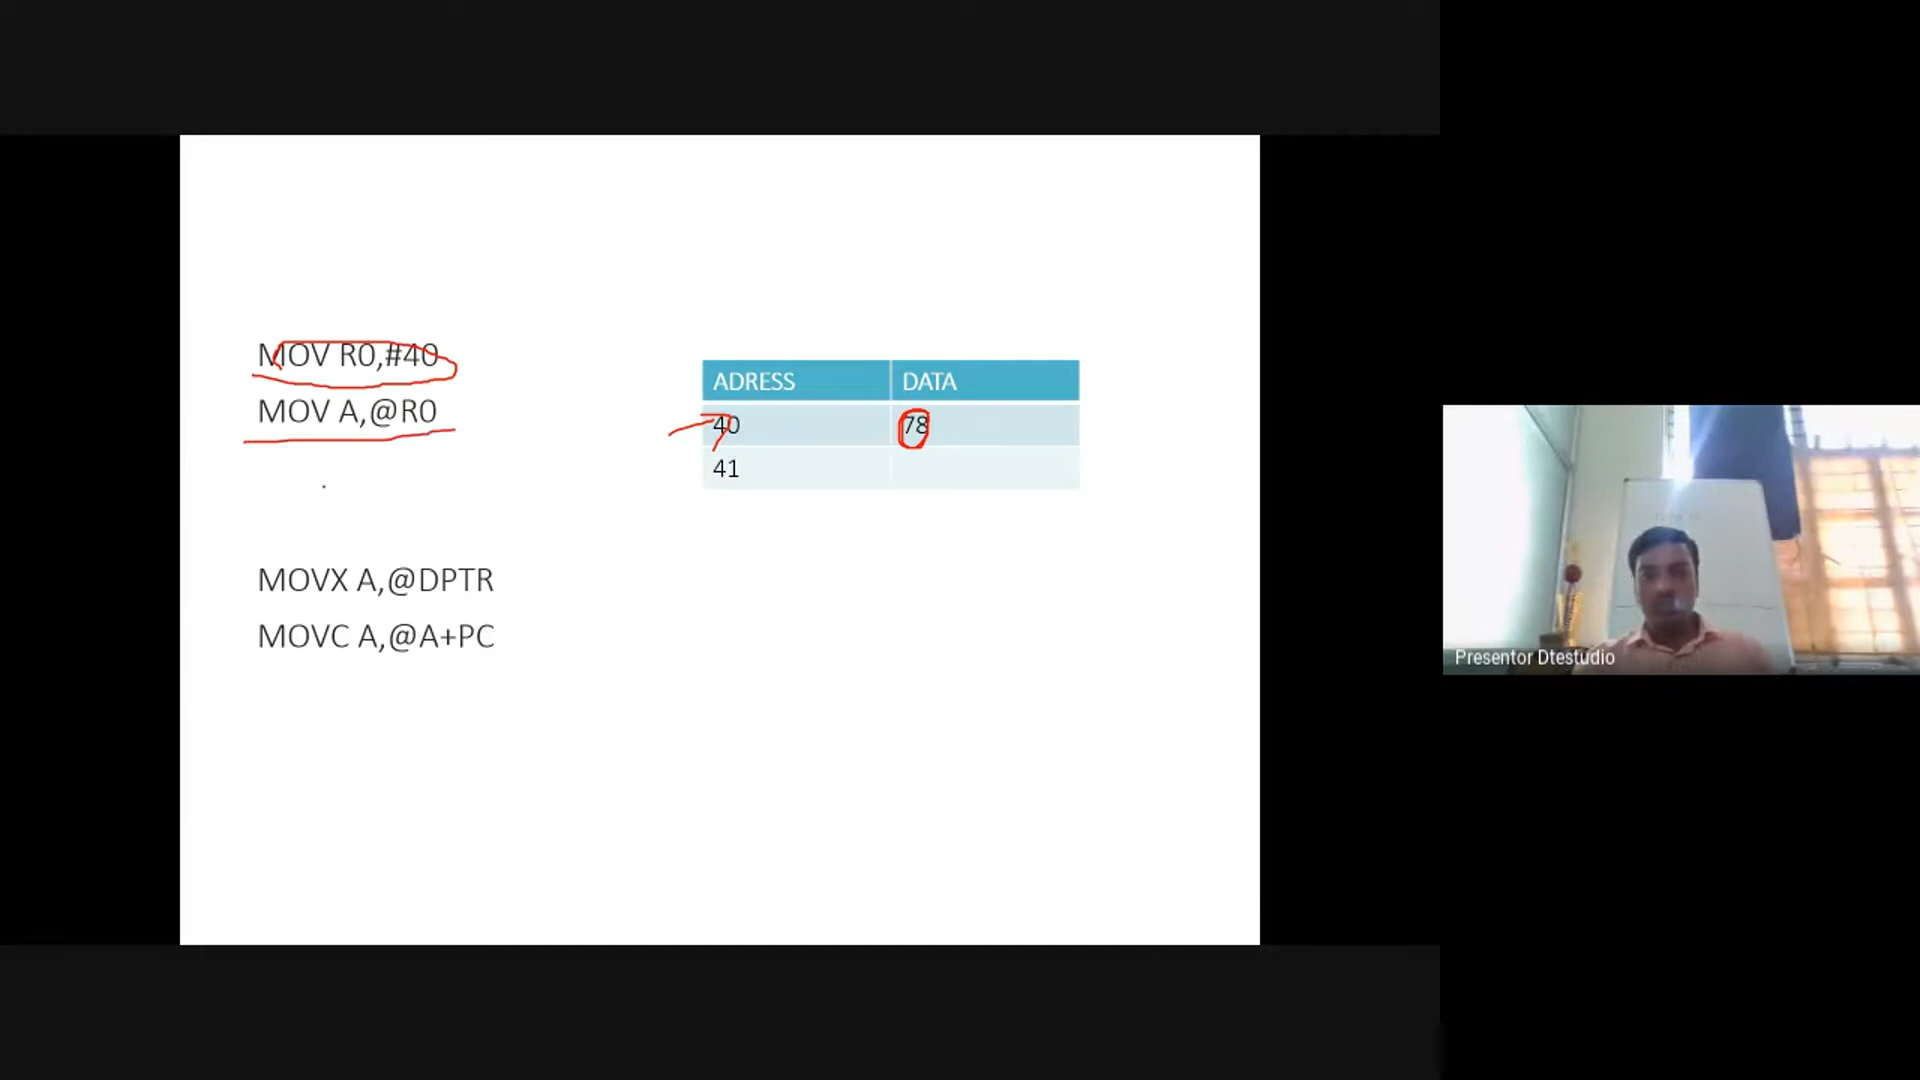 MOV R0,#40
MOV A,@R0
MOVX A,@DPTR
MOVC A,@A+PC
ADRESS DATA
40 78
41
Presentor Dtestudio